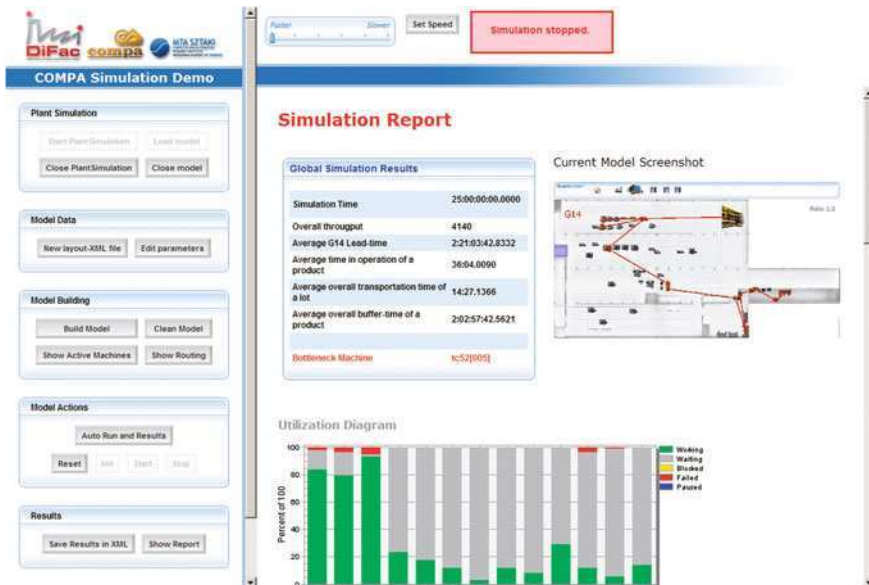 DiFac
compa
MTA SZTAKI
COMPA Simulation Demo
Plant Simulation
Start PlantSimulation
Load model
Close PlantSimulation
Close model
Model Data
New layout-XML file
Edit parameters
Model Building
Build Model
Clean Model
Show Active Machines
Show Routing
Model Actions
Auto Run and Results
Reset
Start
Stop
Results
Save Results in XML
Show Report
Faster
Slower
Set Speed
Simulation stopped.
Simulation Report
Global Simulation Results
Simulation Time 25:00:00:00.0000
Overall througput 4140
Average G14 Lead-time 2:21:03:42.8332
Average time in operation of a
product 36:04.0090
Average overall transportation time of
a lot 14:27.1366
Average overall buffer-time of a
product 2:02:57:42.5621
Bottleneck Machine tc52[005]
Current Model Screenshot
G14
Utilization Diagram
Percent of 100
100
80
60
40
20
0
Working
Waiting
Blocked
Failed
Paused